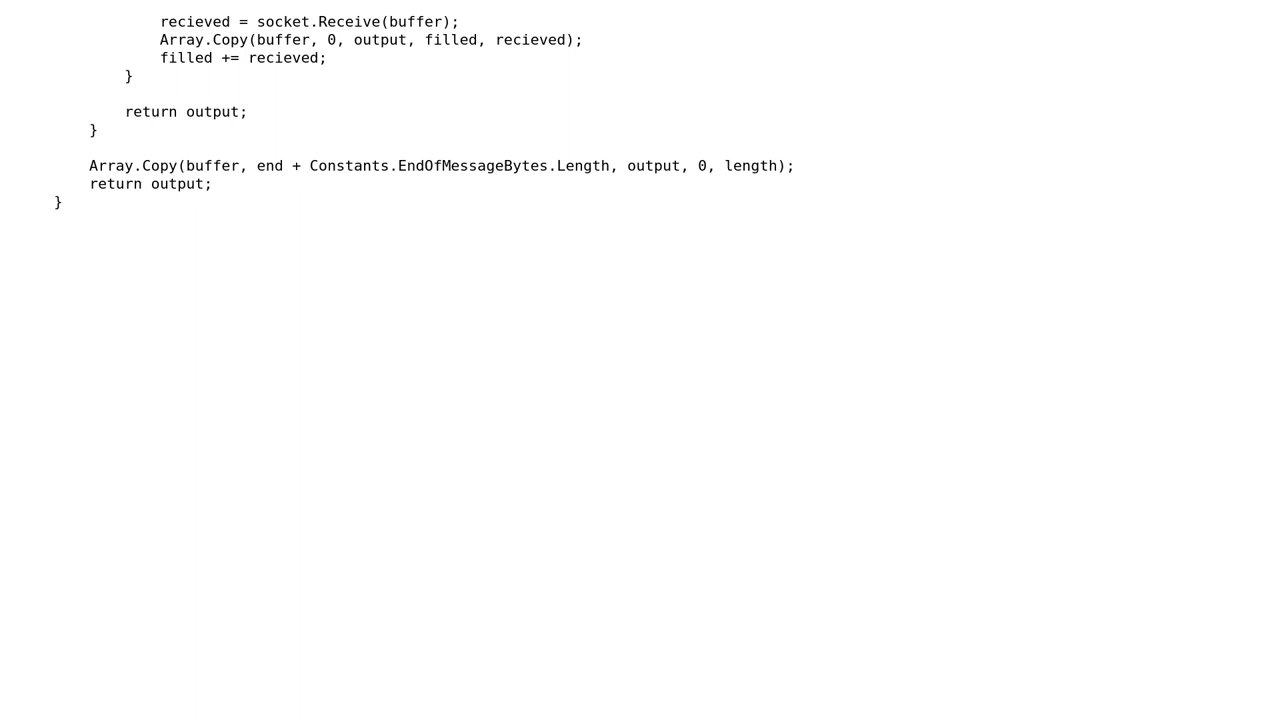 recieved = socket.Receive(buffer);
            Array.Copy(buffer, 0, output, filled, recieved);
            filled += recieved;
        }

        return output;
    }

    Array.Copy(buffer, end + Constants.EndOfMessageBytes.Length, output, 0, length);
    return output;
}